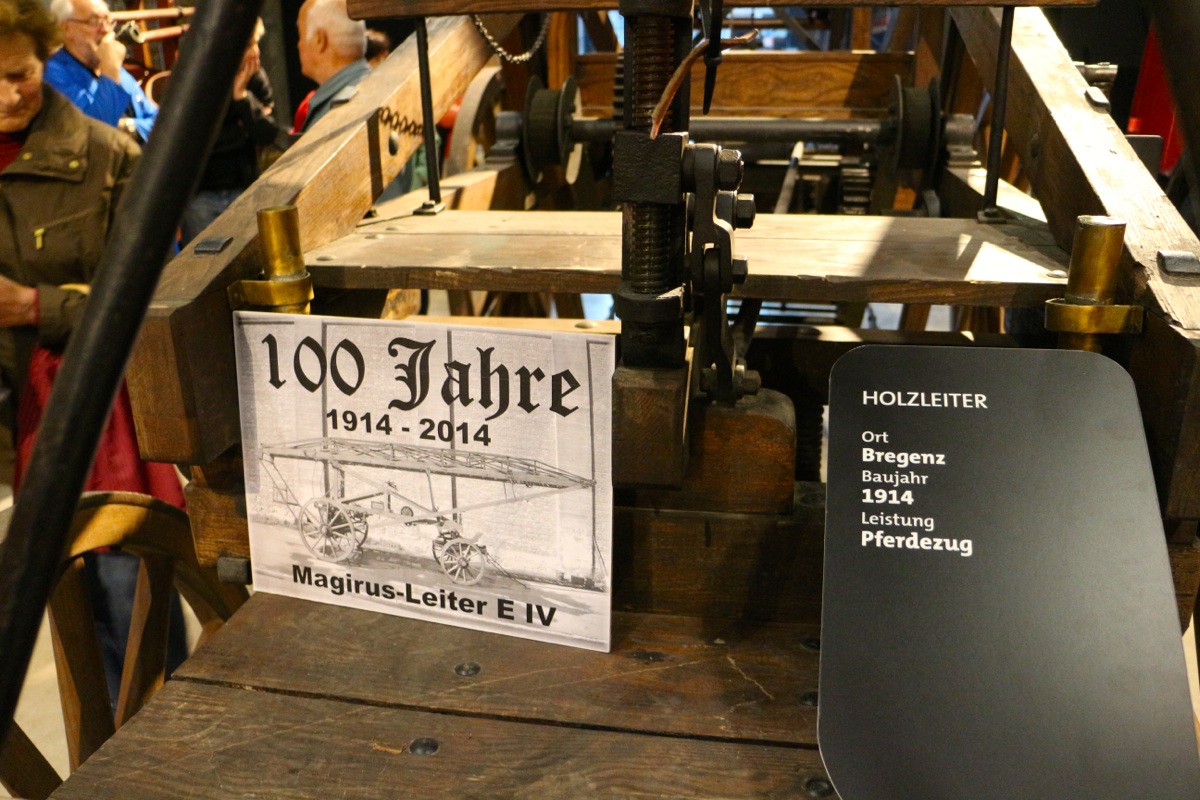 100 Jahre
1914 - 2014
Magirus-Leiter E IV
HOLZLEITER
Ort
Bregenz
Baujahr
1914
Leistung
Pferdezug